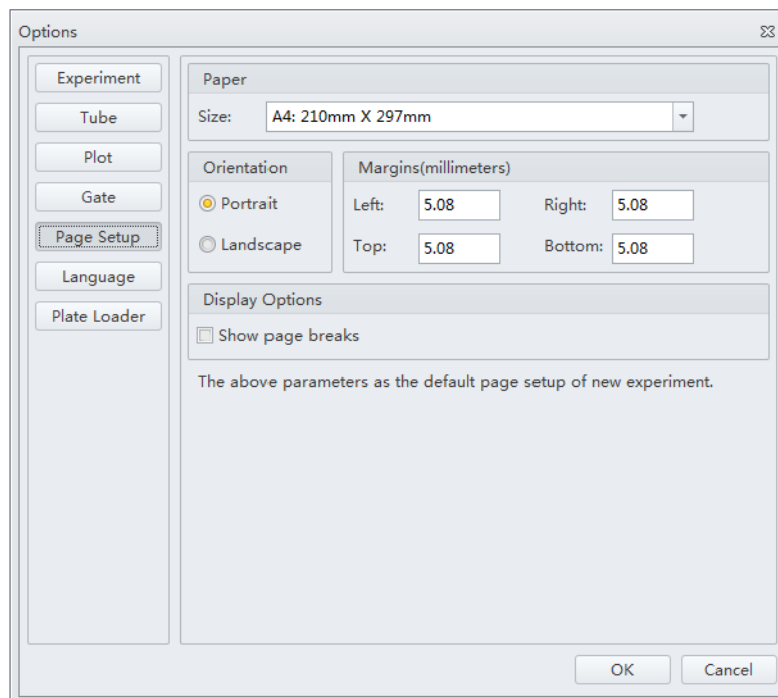 Options
Experiment
Tube
Plot
Gate
Page Setup
Language
Plate Loader
Paper
Size: A4: 210mm X 297mm
Orientation
Portrait
Landscape
Margins(millimeters)
Left: 5.08 Right: 5.08
Top: 5.08 Bottom: 5.08
Display Options
Show page breaks
The above parameters as the default page setup of new experiment.
OK Cancel